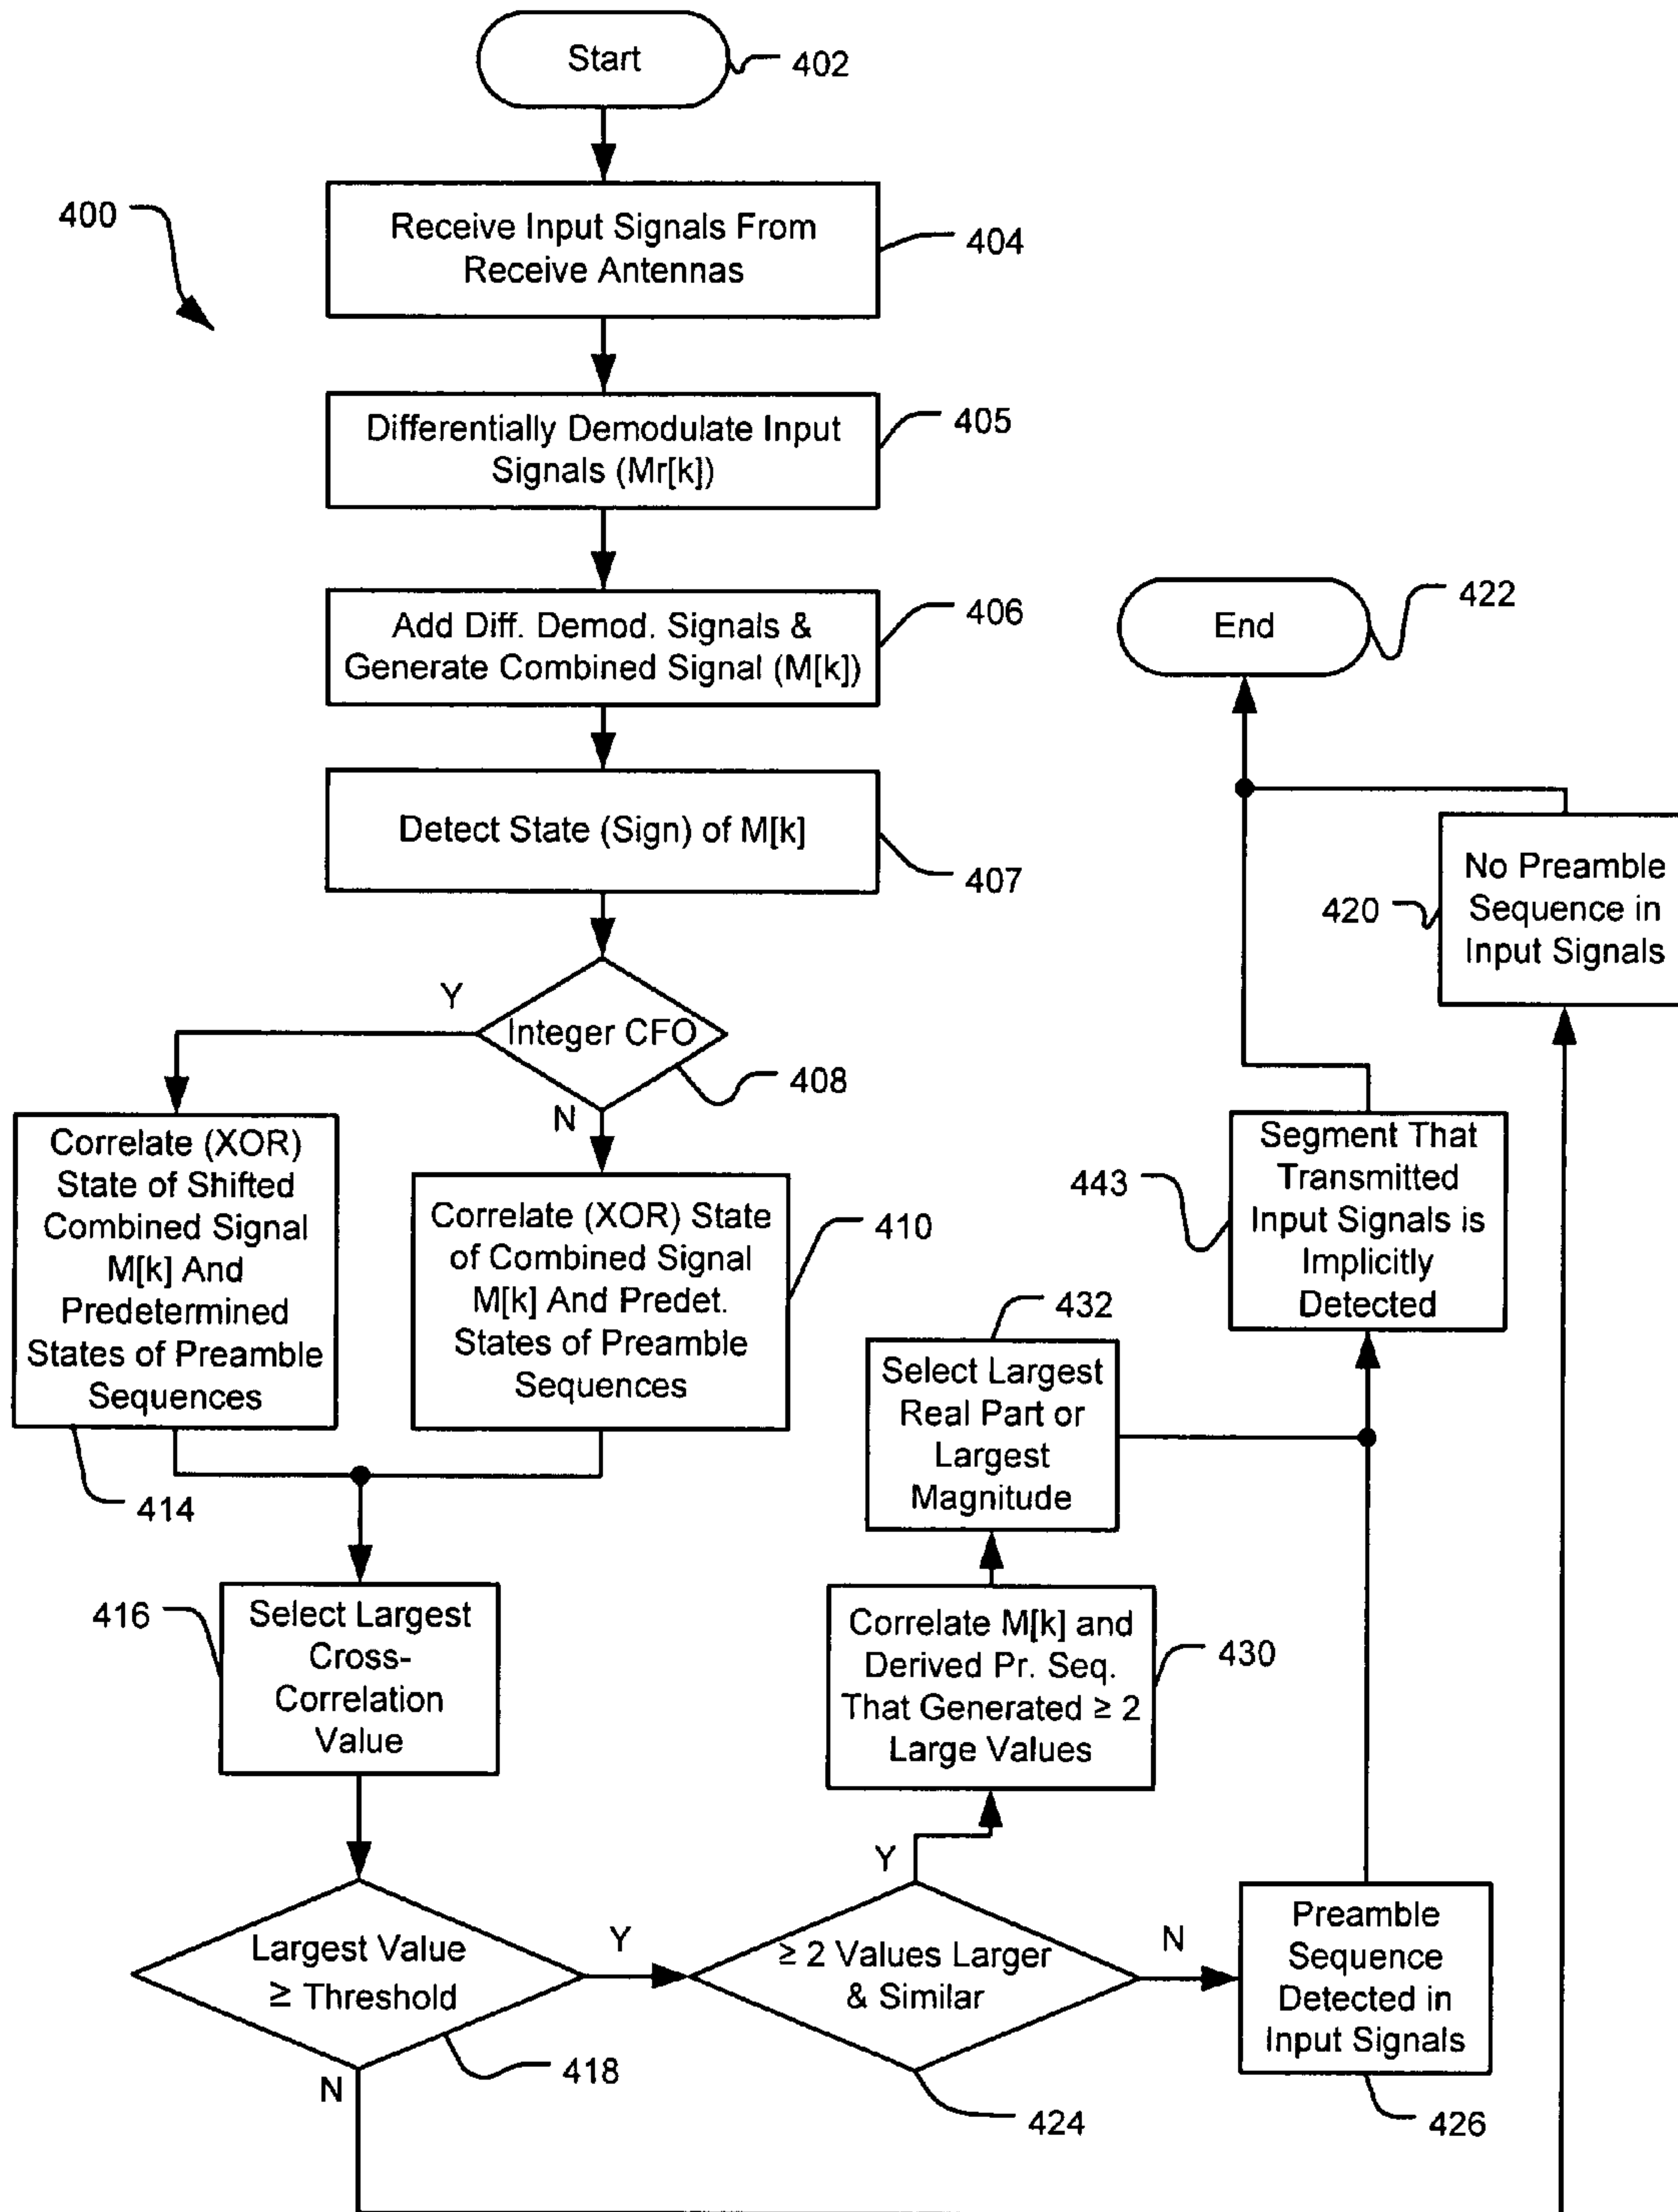 Start
402
400
Receive Input Signals From
Receive Antennas
404
Differentially Demodulate Input
Signals (Mr[k])
405
Add Diff. Demod. Signals &
Generate Combined Signal (M[k])
406
Detect State (Sign) of M[k]
407
Integer CFO
Y
N
408
Correlate (XOR)
State of Shifted
Combined Signal
M[k] And
Predetermined
States of Preamble
Sequences
414
Correlate (XOR) State
of Combined Signal
M[k] And Predet.
States of Preamble
Sequences
410
416
Select Largest
Cross-
Correlation
Value
Largest Value
≥ Threshold
Y
N
418
≥ 2 Values Larger
& Similar
Y
N
424
Correlate M[k] and
Derived Pr. Seq.
That Generated ≥ 2
Large Values
430
432
Select Largest
Real Part or
Largest
Magnitude
Preamble
Sequence
Detected in
Input Signals
426
443
Segment That
Transmitted
Input Signals is
Implicitly
Detected
420
No Preamble
Sequence in
Input Signals
End
422